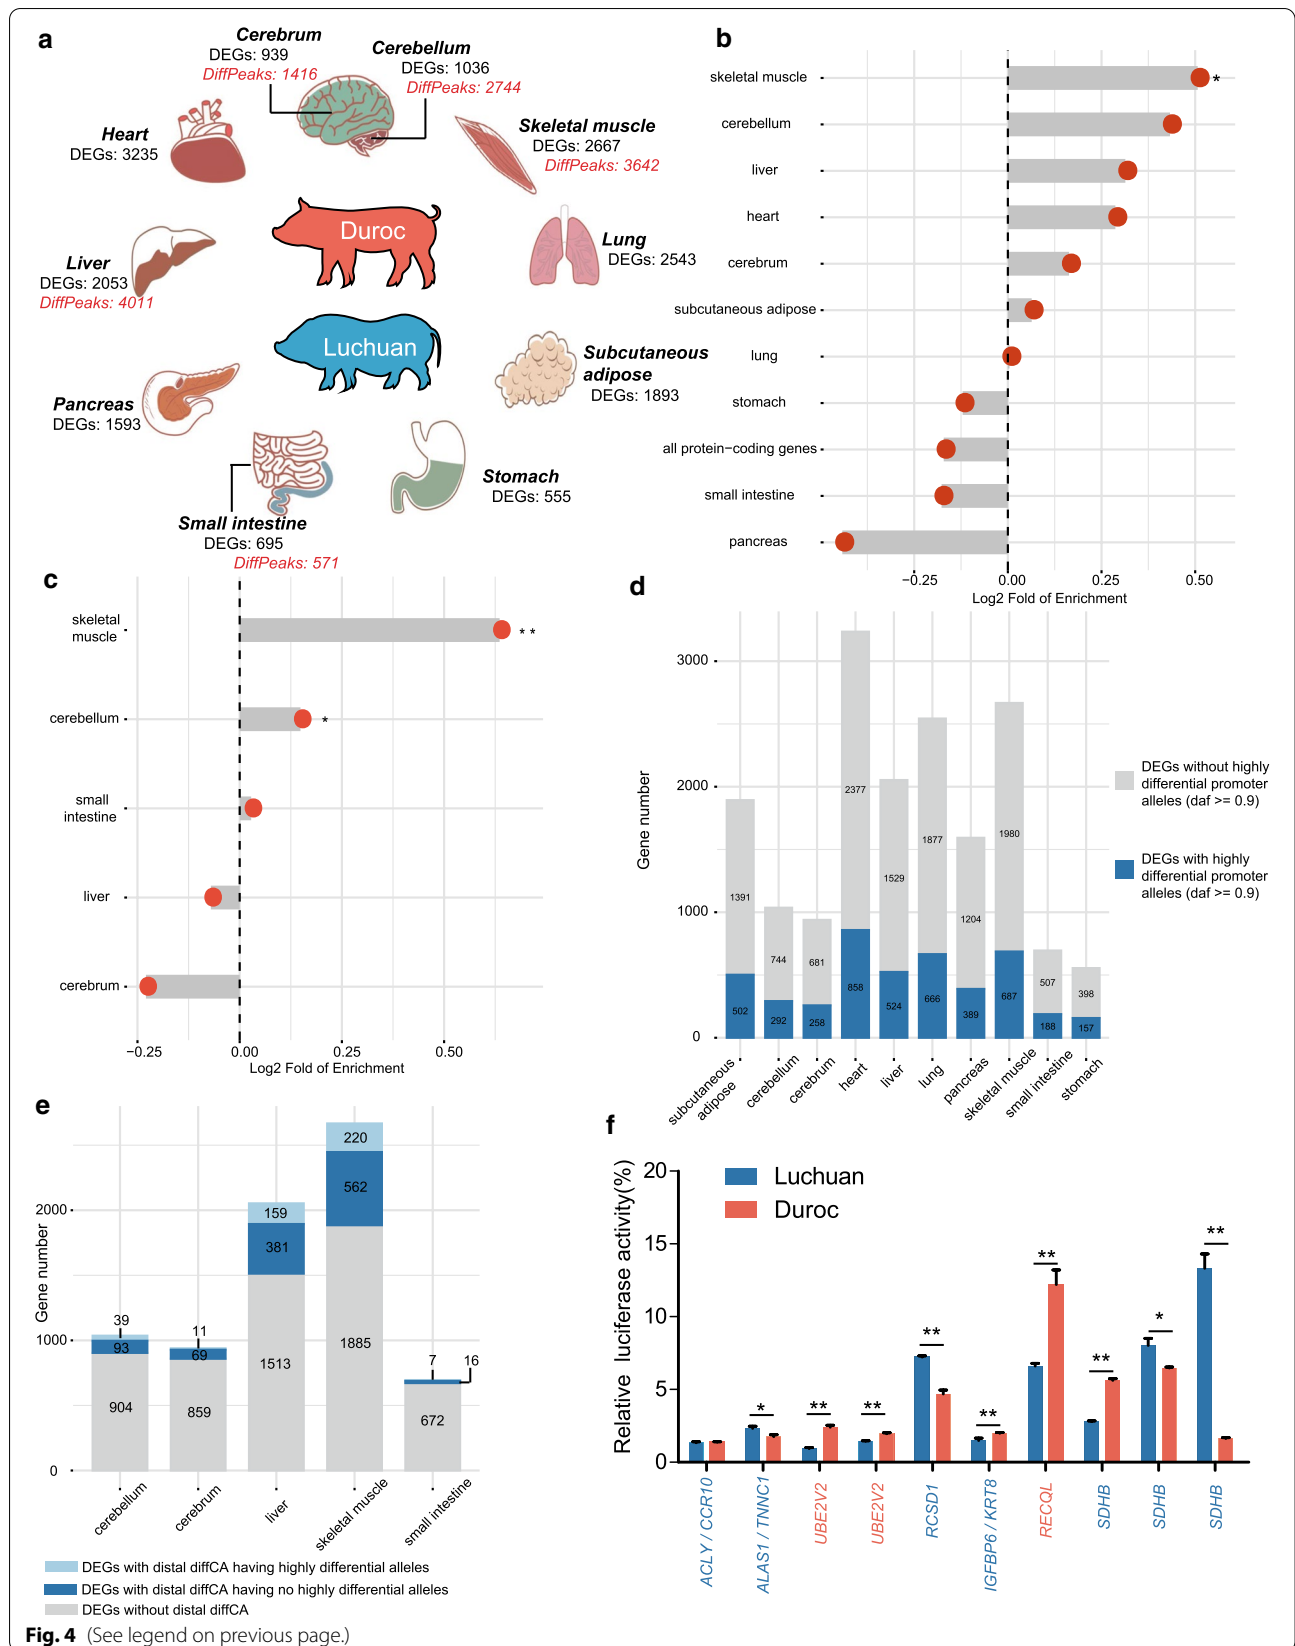 a
Cerebrum
DEGs: 939
DiffPeaks: 1416
Cerebellum
DEGs: 1036
DiffPeaks: 2744
Heart
DEGs: 3235
Skeletal muscle
DEGs: 2667
DiffPeaks: 3642
Duroc
Lung
DEGs: 2543
Liver
DEGs: 2053
DiffPeaks: 4011
Luchuan
Subcutaneous
adipose
DEGs: 1893
Pancreas
DEGs: 1593
Stomach
DEGs: 555
Small intestine
DEGs: 695
DiffPeaks: 571
b
skeletal muscle
*
cerebellum
liver
heart
cerebrum
subcutaneous adipose
lung
stomach
all protein−coding genes
small intestine
pancreas
−0.25 0.00 0.25 0.50
Log2 Fold of Enrichment
c
skeletal
muscle
* *
cerebellum
*
small
intestine
liver
cerebrum
−0.25 0.00 0.25 0.50
Log2 Fold of Enrichment
d
Gene number
3000
2000
1000
0
1391 744 681 2377 1529 1877 1204 1980 507 398
502 292 258 858 524 666 389 687 188 157
subcutaneous
adipose
cerebellum
cerebrum
heart
liver
lung
pancreas
skeletal muscle
small intestine
stomach
DEGs without highly
differential promoter
alleles (daf >= 0.9)
DEGs with highly
differential promoter
alleles (daf >= 0.9)
e
Gene number
2000
1000
0
39 11 159 220 7 16
93 69 381 562
904 859 1513 1885 672
cerebellum
cerebrum
liver
skeletal muscle
small intestine
DEGs with distal diffCA having highly differential alleles
DEGs with distal diffCA having no highly differential alleles
DEGs without distal diffCA
f
Relative luciferase activity(%)
20
15
10
5
0
Luchuan
Duroc
* ** ** ** ** ** ** * **
ACLY / CCR10
ALAS1 / TNNC1
UBE2V2
UBE2V2
RCSD1
IGFBP6 / KRT8
RECQL
SDHB
SDHB
SDHB
Fig. 4 (See legend on previous page.)